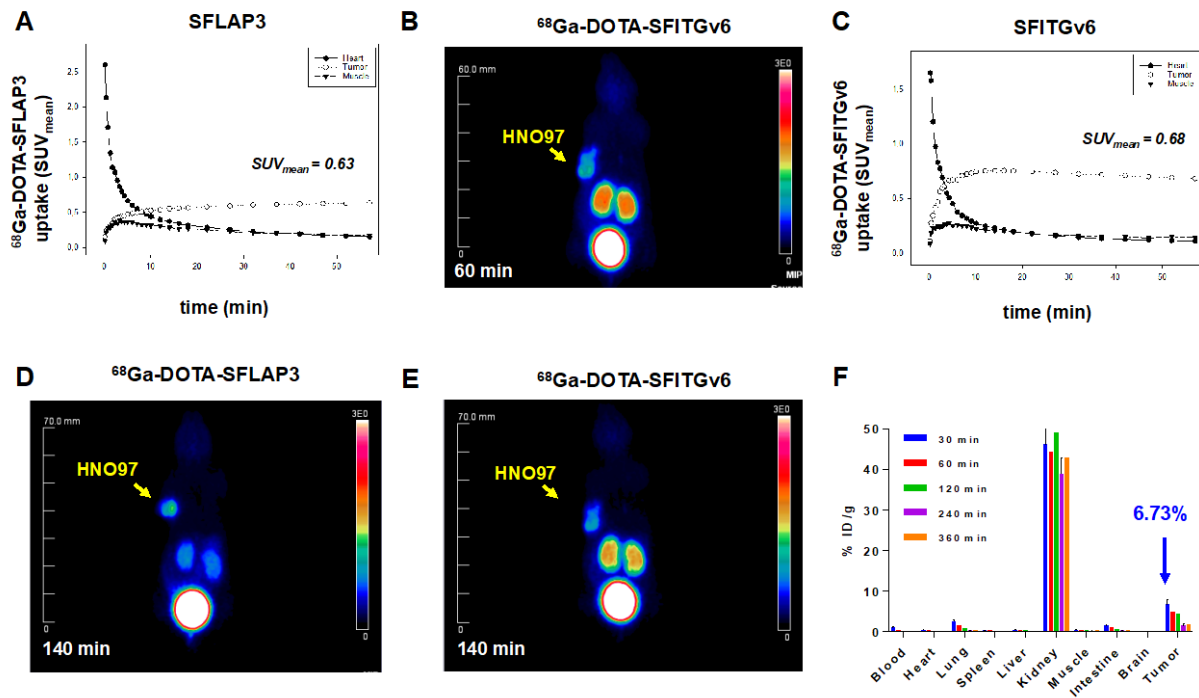 A
SFLAP3
⁶⁸Ga-DOTA-SFLAP3
uptake (SUVmean)
2.5
2.0
1.5
1.0
0.5
0.0
Heart
Tumor
Muscle
SUVmean = 0.63
0 10 20 30 40 50
time (min)
B
⁶⁸Ga-DOTA-SFITGv6
60.0 mm
3E0
HNO97
0
0
60 min
MIP
C
SFITGv6
⁶⁸Ga-DOTA-SFITGv6
uptake (SUVmean)
1.5
1.0
0.5
0.0
Heart
Tumor
Muscle
SUVmean = 0.68
0 10 20 30 40 50
time (min)
D
⁶⁸Ga-DOTA-SFLAP3
70.0 mm
3E0
HNO97
0
0
140 min
E
⁶⁸Ga-DOTA-SFITGv6
70.0 mm
3E0
HNO97
0
0
140 min
F
% ID /g
50
40
30
20
10
0
30 min
60 min
120 min
240 min
360 min
6.73%
Blood
Heart
Lung
Spleen
Liver
Kidney
Muscle
Intestine
Brain
Tumor